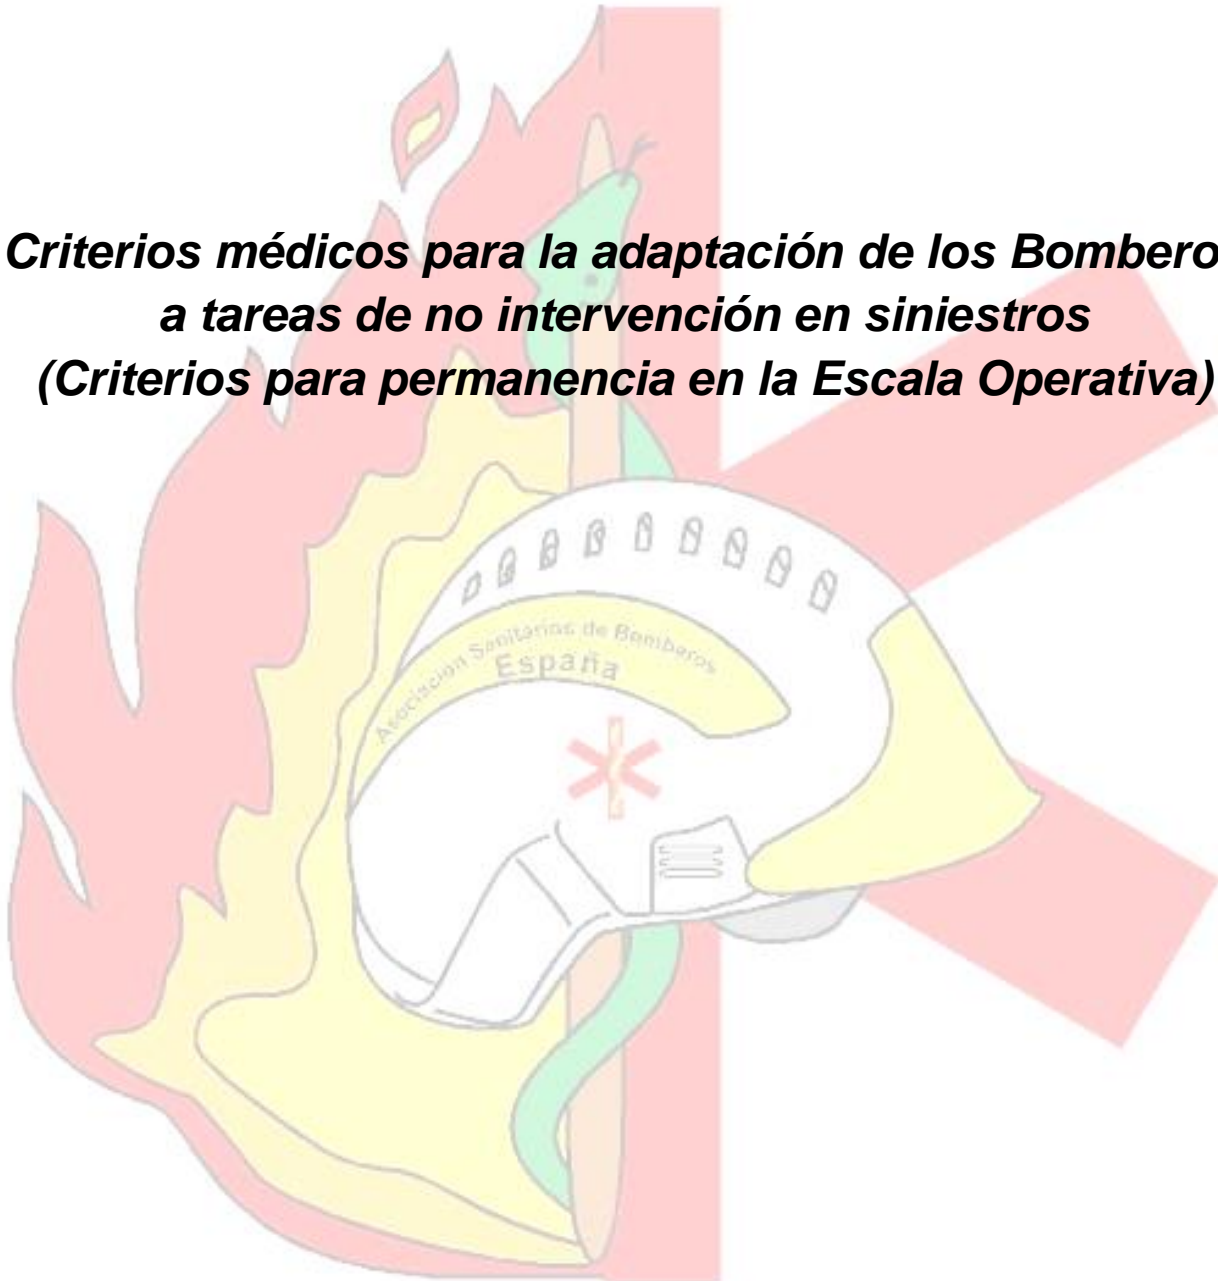 Criterios médicos para la adaptación de los Bombero
a tareas de no intervención en siniestros
(Criterios para permanencia en la Escala Operativa)
Asociación Sanitarios de Bomberos
España